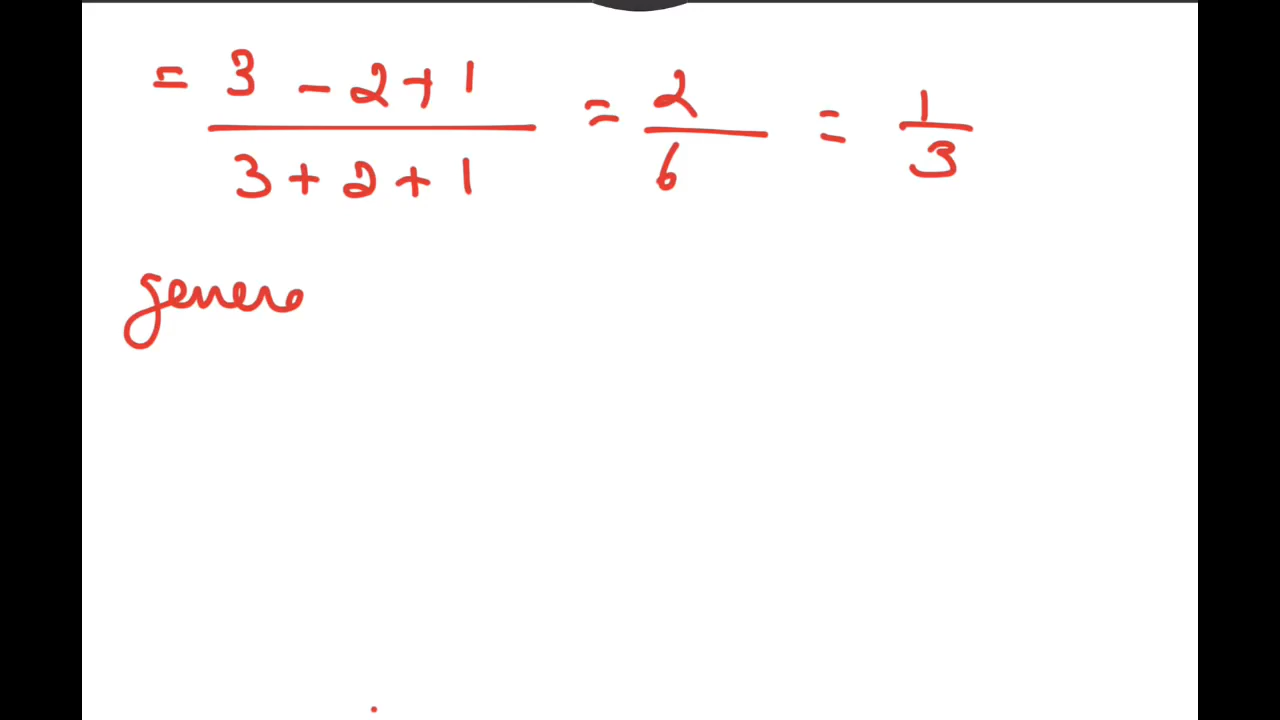 = 3 - 2 + 1 / 3 + 2 + 1 = 2 / 6 = 1 / 3
genera